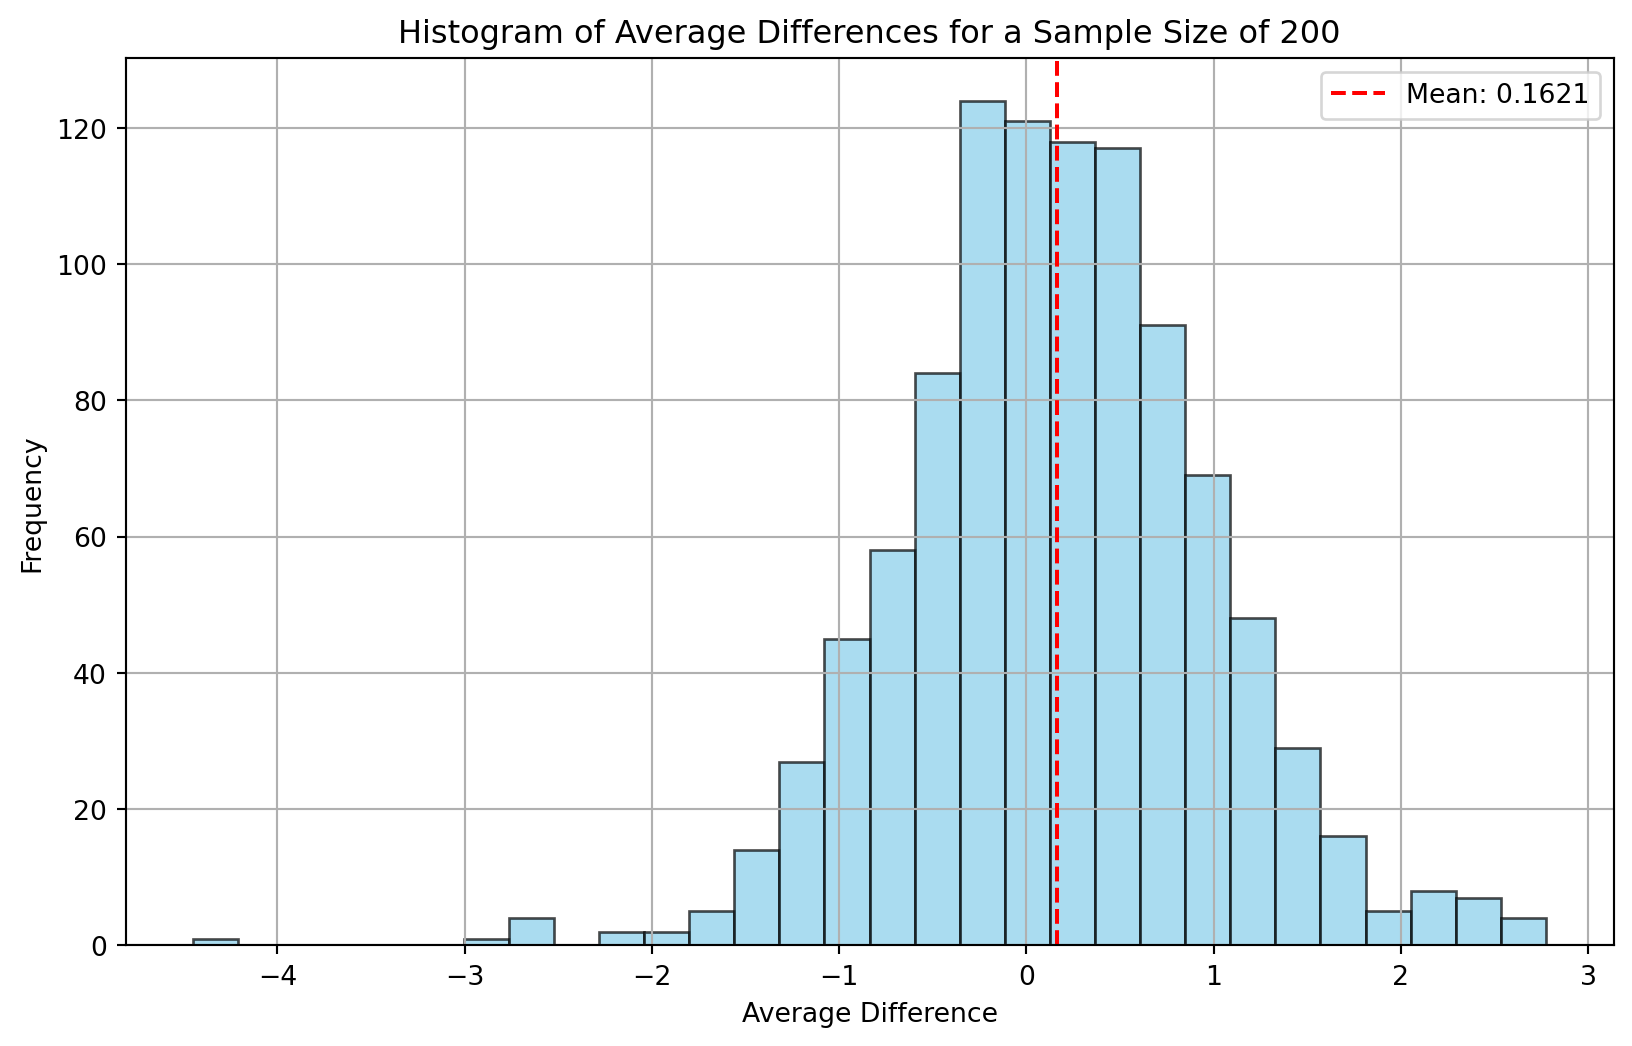 Histogram of Average Differences for a Sample Size of 200
Mean: 0.1621
120
100
80
60
40
20
0
Frequency
−4 −3 −2 −1 0 1 2 3
Average Difference